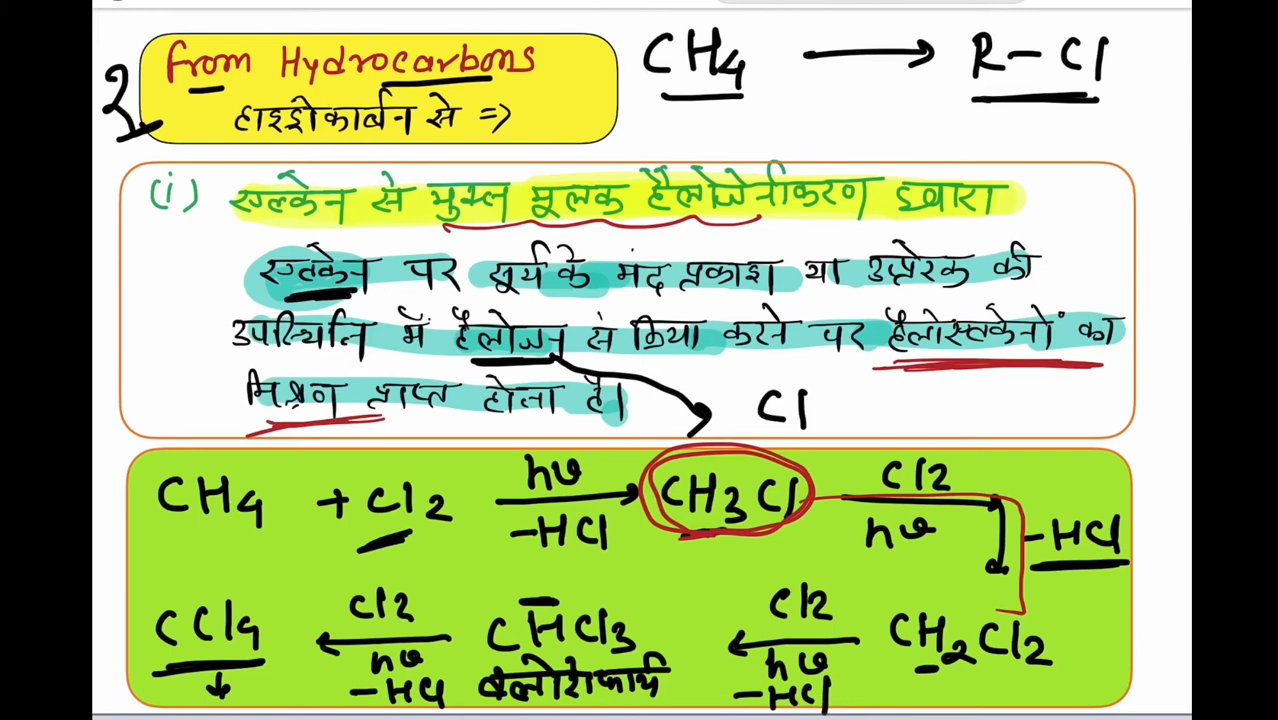 2. from Hydrocarbons
हाइड्रोकार्बन से =>
CH4 → R-Cl
(i) एल्केन से मुक्त मूलक हैलोजेनीकरण द्वारा
एल्केन पर सूर्य के मंद प्रकाश या उत्प्रेरक की
उपस्थिति में हैलोजन से क्रिया करने पर हैलोएल्केनों का
मिश्रण प्राप्त होता है।
Cl
CH4 + Cl2 hν → -HCl CH3Cl Cl2 → hν -HCl
CCl4 Cl2 ← hν -HCl CHCl3 Cl2 ← hν -HCl CH2Cl2
क्लोरोफार्म